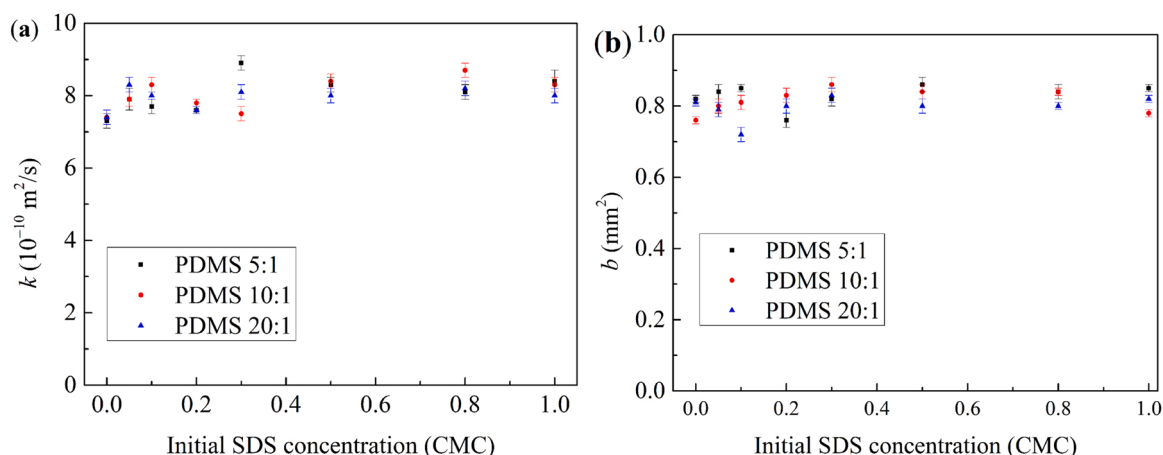 (a)
10
8
6
4
2
0
k (10⁻¹⁰ m²/s)
PDMS 5:1
PDMS 10:1
PDMS 20:1
0.0 0.2 0.4 0.6 0.8 1.0
Initial SDS concentration (CMC)
(b)
1.0
0.8
0.6
0.4
0.2
0.0
b (mm²)
PDMS 5:1
PDMS 10:1
PDMS 20:1
0.0 0.2 0.4 0.6 0.8 1.0
Initial SDS concentration (CMC)